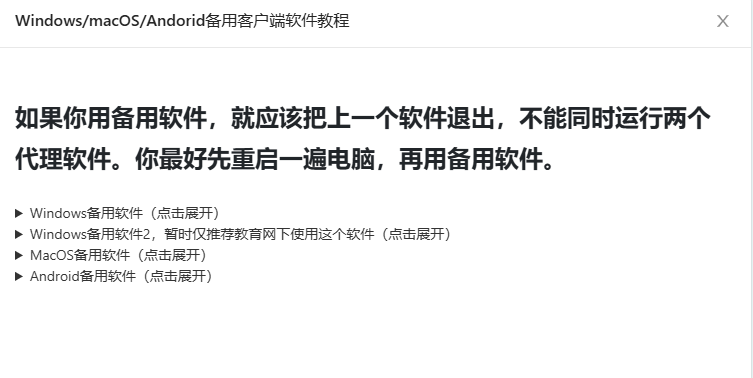 Windows/macOS/Andorid备用客户端软件教程
如果你用备用软件，就应该把上一个软件退出，不能同时运行两个
代理软件。你最好先重启一遍电脑，再用备用软件。
Windows备用软件（点击展开）
Windows备用软件2，暂时仅推荐教育网下使用这个软件（点击展开）
MacOS备用软件（点击展开）
Android备用软件（点击展开）